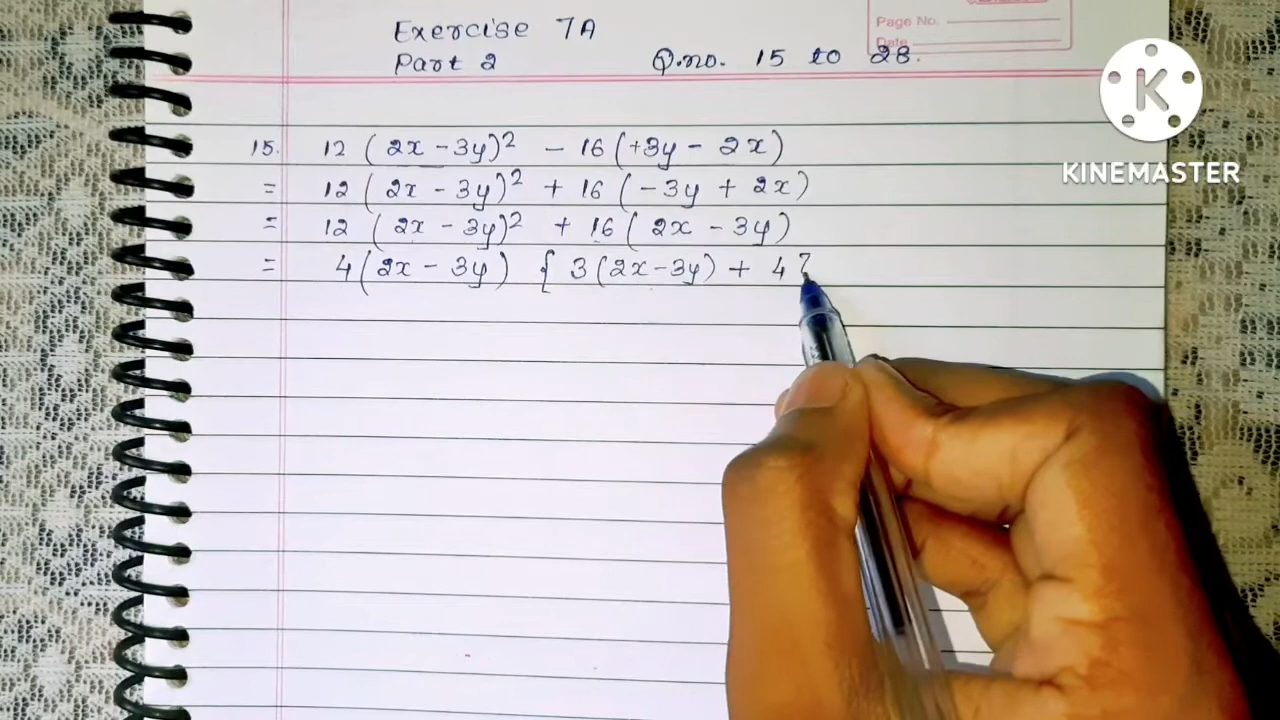 Exercise 7A
Page No.
Date
Part 2 Q.no. 15 to 28.
K
KINEMASTER
15. 12 (2x - 3y)² - 16 (+3y - 2x)
= 12 (2x - 3y)² + 16 (-3y + 2x)
= 12 (2x - 3y)² + 16 (2x - 3y)
= 4 (2x - 3y) { 3 (2x - 3y) + 4